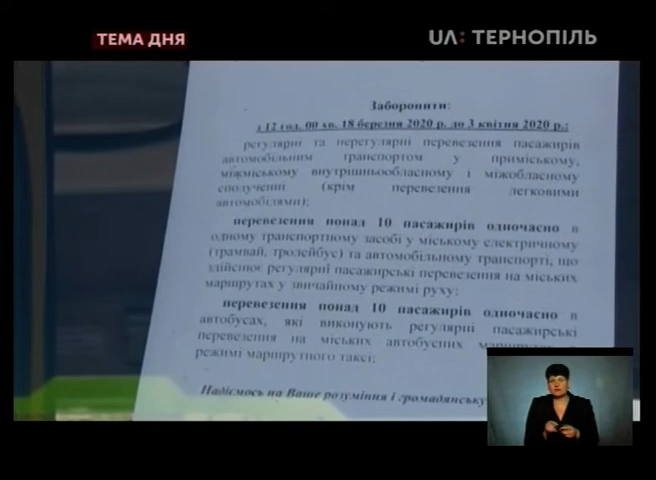 ТЕМА ДНЯ
UA: ТЕРНОПІЛЬ
Заборонити:
з 12 год. 00 хв. 18 березня 2020 р. до 3 квітня 2020 р.:
регулярні та нерегулярні перевезення пасажирів
автомобільним транспортом у приміському,
міжміському внутрішньообласному і міжобласному
сполученні (крім перевезення легковими
автомобілями);
перевезення понад 10 пасажирів одночасно в
одному транспортному засобі у міському електричному
(трамвай, тролейбус) та автомобільному транспорті, що
здійснює регулярні пасажирські перевезення на міських
маршрутах у звичайному режимі руху;
перевезення понад 10 пасажирів одночасно в
автобусах, які виконують регулярні пасажирські
перевезення на міських автобусних маршрутах
режимі маршрутного таксі;
Надіємось на Ваше розуміння і громадянську